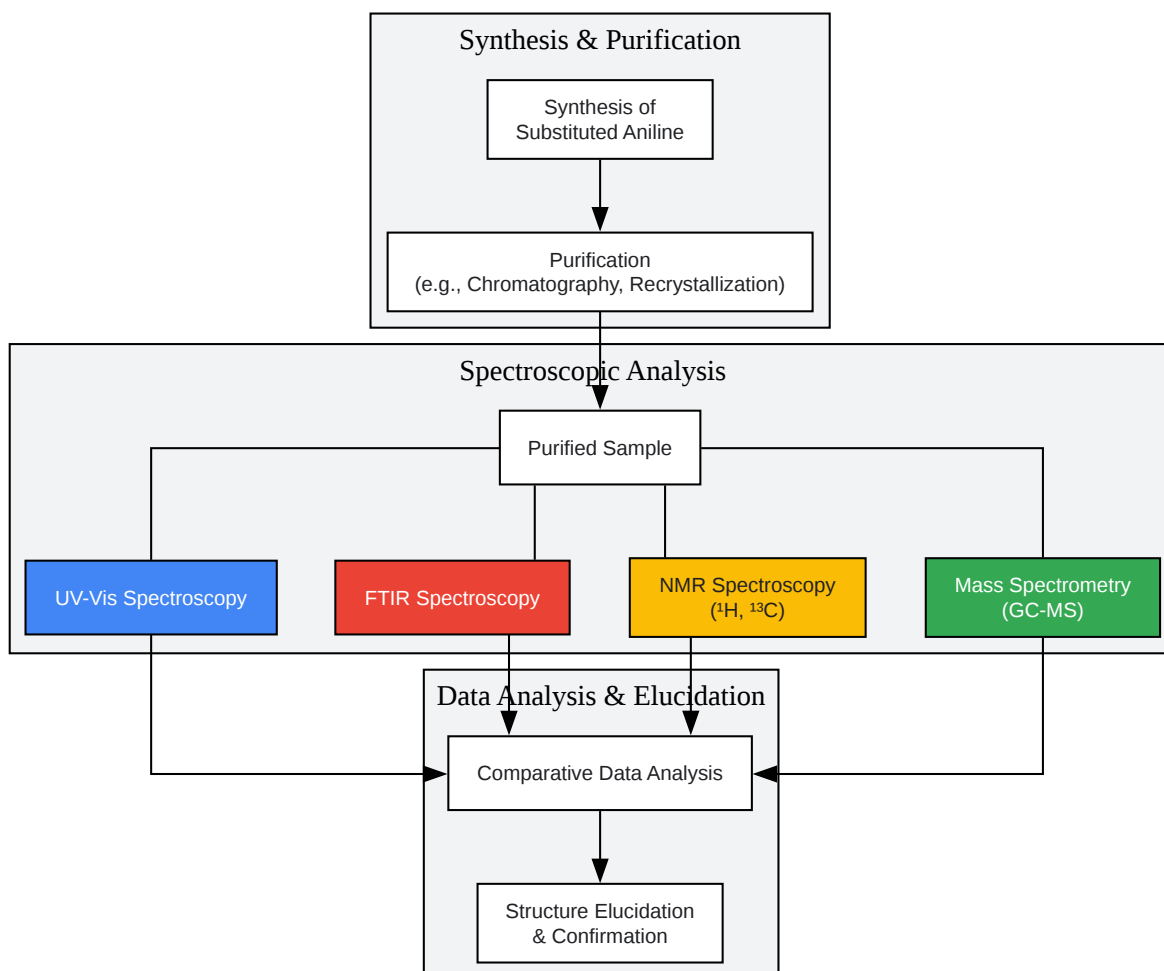 Synthesis & Purification
Synthesis of
Substituted Aniline
Purification
(e.g., Chromatography, Recrystallization)
Spectroscopic Analysis
Purified Sample
UV-Vis Spectroscopy
FTIR Spectroscopy
NMR Spectroscopy
(¹H, ¹³C)
Mass Spectrometry
(GC-MS)
Data Analysis & Elucidation
Comparative Data Analysis
Structure Elucidation
& Confirmation